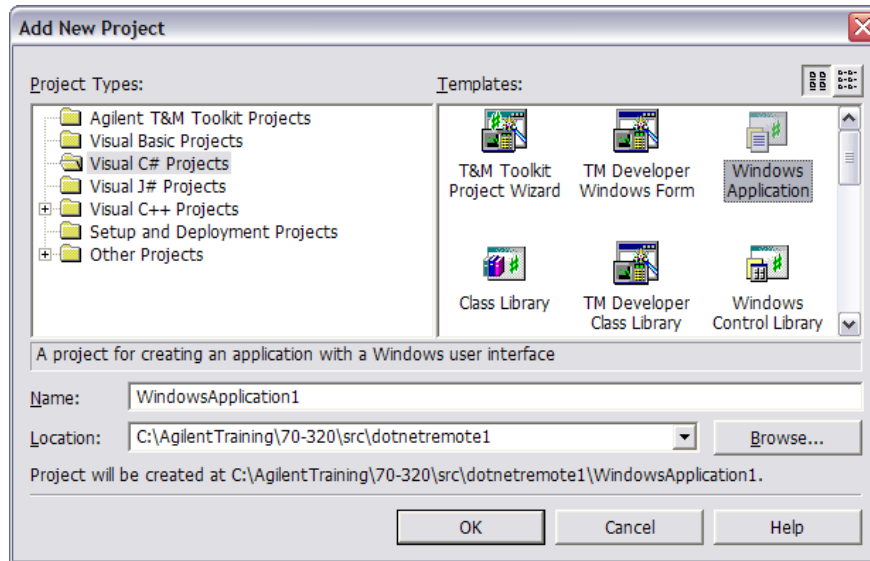 Add New Project
Project Types:
Templates:
Agilent T&M Toolkit Projects
Visual Basic Projects
Visual C# Projects
Visual J# Projects
Visual C++ Projects
Setup and Deployment Projects
Other Projects
T&M Toolkit
Project Wizard
TM Developer
Windows Form
Windows
Application
Class Library
TM Developer
Class Library
Windows
Control Library
A project for creating an application with a Windows user interface
Name:
WindowsApplication1
Location:
C:\AgilentTraining\70-320\src\dotnetremote1
Browse...
Project will be created at C:\AgilentTraining\70-320\src\dotnetremote1\WindowsApplication1.
OK
Cancel
Help